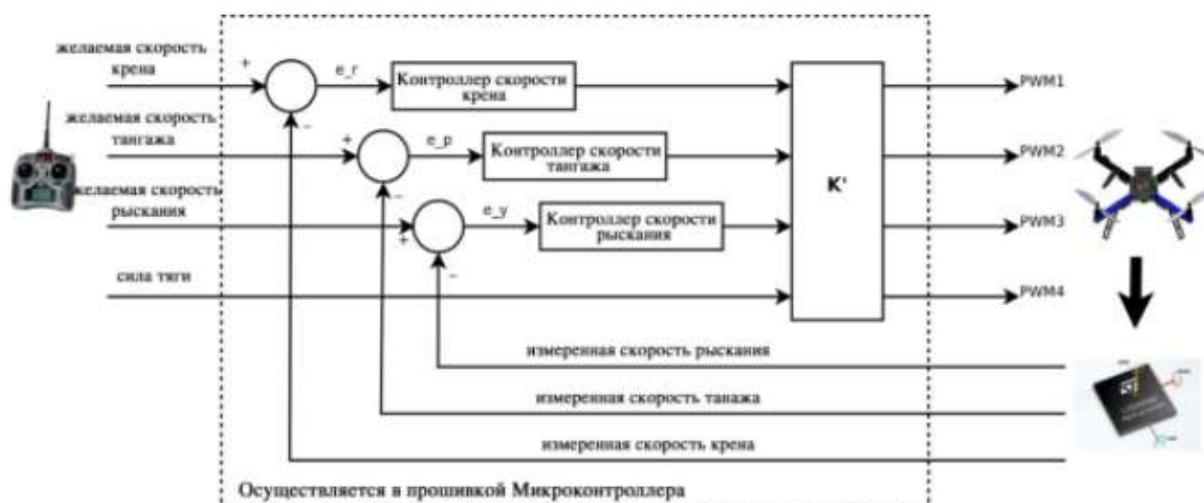 желаемая скорость
крена
+
e_r
Контроллер скорости
крена
PWM1
желаемая скорость
тангажа
+
–
e_p
Контроллер скорости
тангажа
PWM2
K'
желаемая скорость
рыскания
+
–
e_y
Контроллер скорости
рыскания
PWM3
сила тяги
–
PWM4
измеренная скорость рыскания
измеренная скорость танажа
измеренная скорость крена
Осуществляется в прошивкой Микроконтроллера